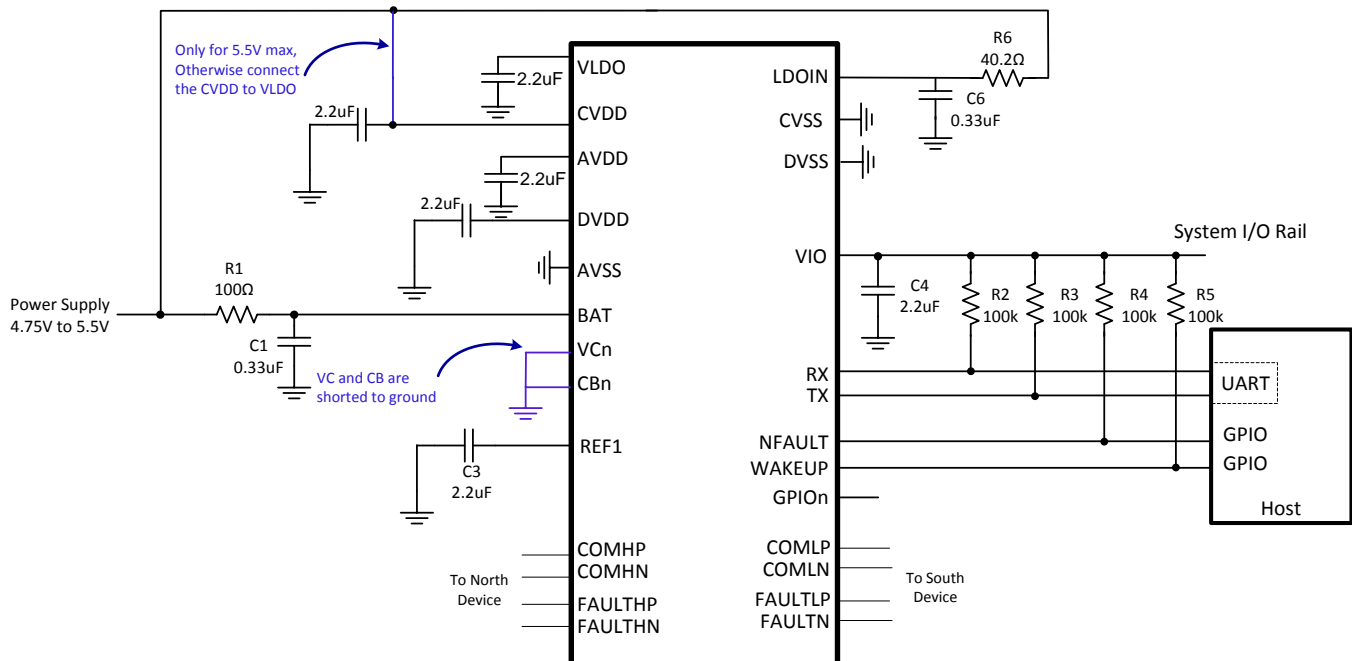 Only for 5.5V max,
Otherwise connect
the CVDD to VLDO
2.2uF
VLDO
2.2uF
CVDD
AVDD
2.2uF
2.2uF
DVDD
AVSS
Power Supply
4.75V to 5.5V
R1
100Ω
C1
0.33uF
BAT
VCn
CBn
VC and CB are
shorted to ground
REF1
C3
2.2uF
COMHP
COMHN
FAULTHP
FAULTHN
To North
Device
LDOIN
R6
40.2Ω
C6
0.33uF
CVSS
DVSS
System I/O Rail
VIO
C4
2.2uF
R2
100k
R3
100k
R4
100k
R5
100k
RX
TX
UART
NFAULT
GPIO
WAKEUP
GPIO
GPIOn
Host
COMLP
COMLN
FAULTLP
FAULTN
To South
Device